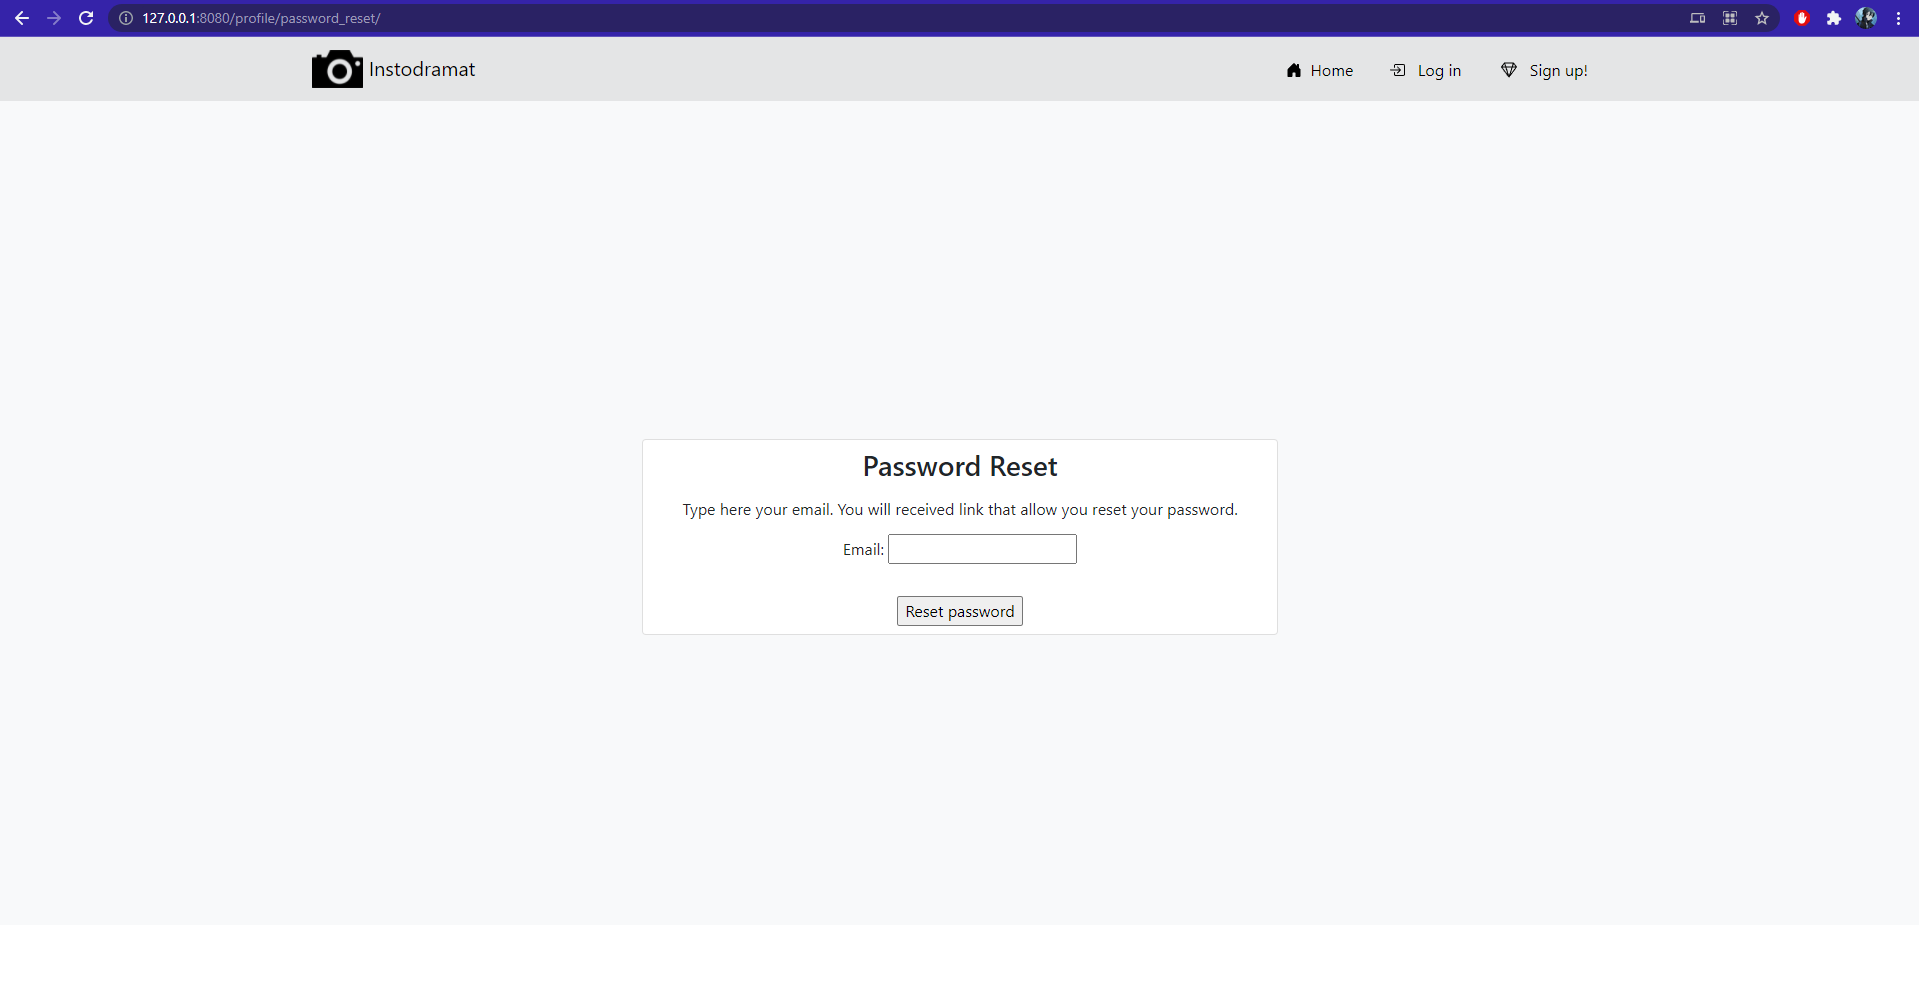 127.0.0.1:8080/profile/password_reset/
Instodramat
Home
Log in
Sign up!
Password Reset
Type here your email. You will received link that allow you reset your password.
Email:
Reset password